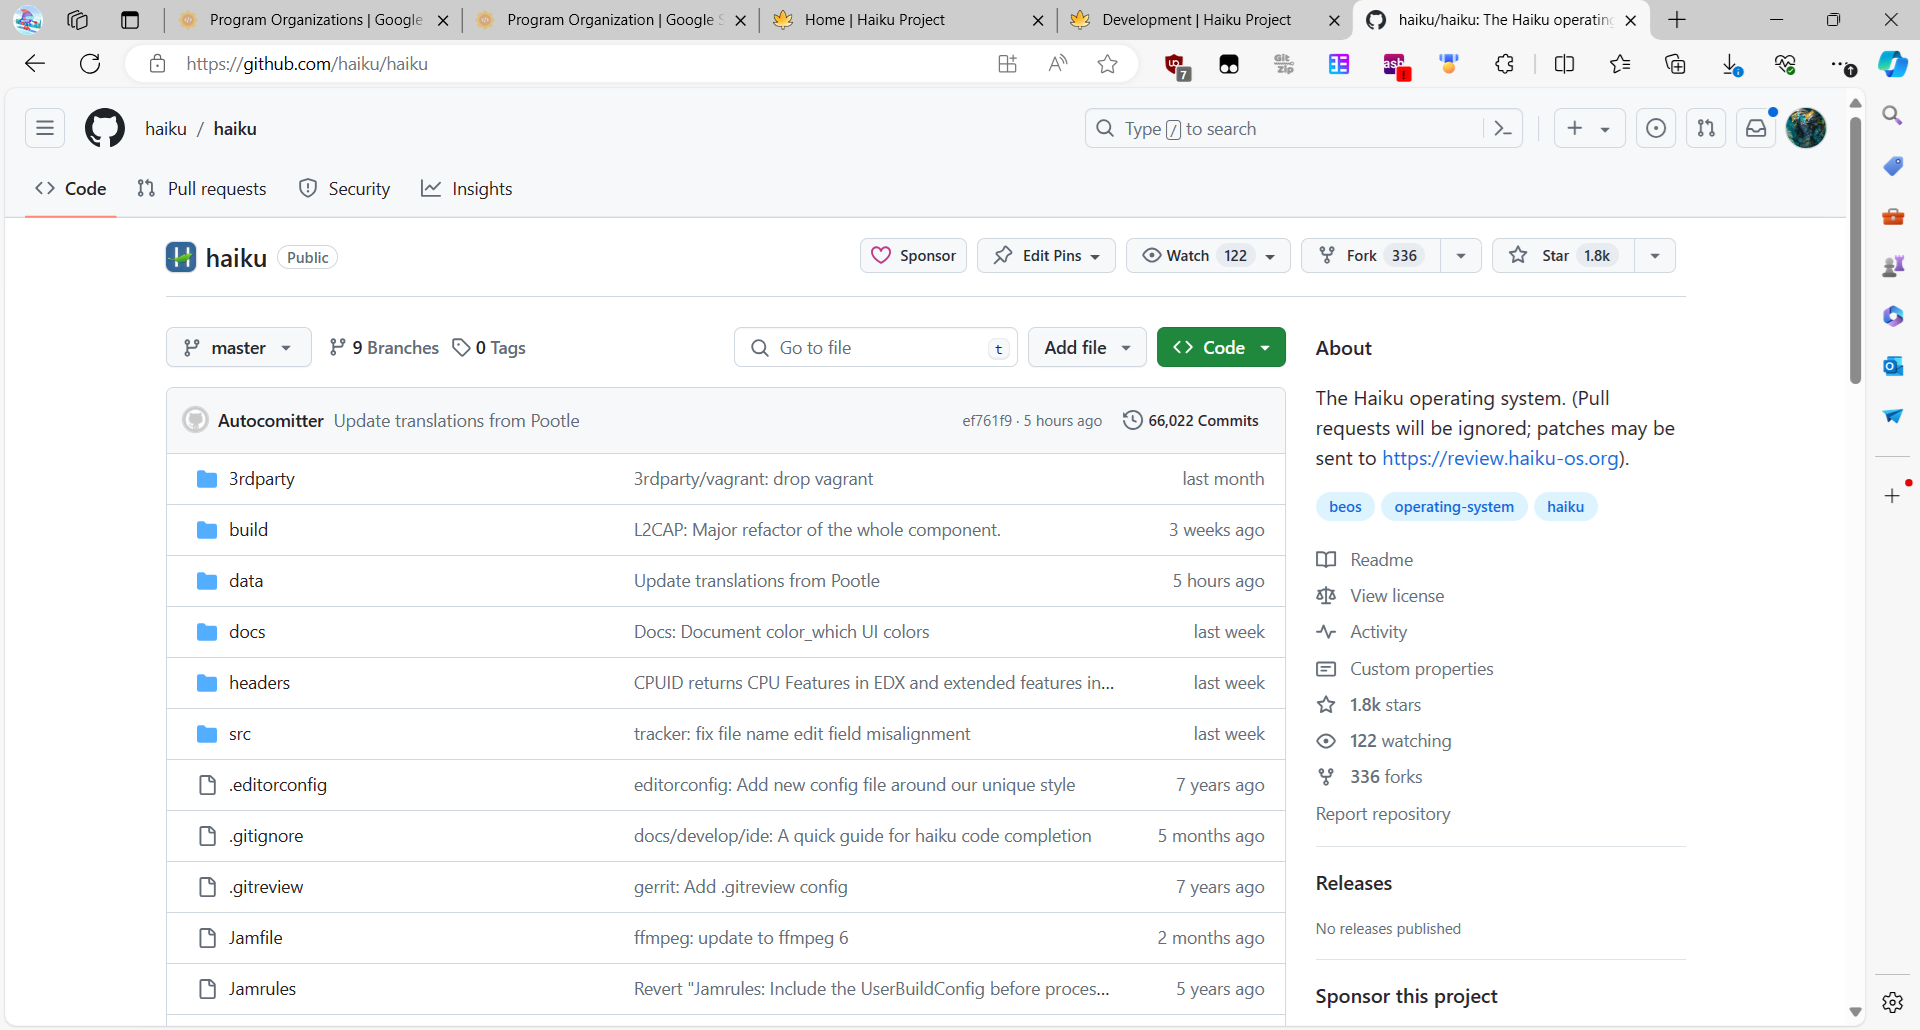 Program Organizations | Google
Program Organization | Google S
Home | Haiku Project
Development | Haiku Project
haiku/haiku: The Haiku operating
https://github.com/haiku/haiku
7
Git
Zip
ash
!
haiku / haiku
Type / to search
Code
Pull requests
Security
Insights
haiku
Public
Sponsor
Edit Pins
Watch 122
Fork 336
Star 1.8k
master
9 Branches
0 Tags
Go to file
t
Add file
Code
Autocomitter Update translations from Pootle
ef761f9 · 5 hours ago
66,022 Commits
3rdparty 3rdparty/vagrant: drop vagrant last month
build L2CAP: Major refactor of the whole component. 3 weeks ago
data Update translations from Pootle 5 hours ago
docs Docs: Document color_which UI colors last week
headers CPUID returns CPU Features in EDX and extended features in... last week
src tracker: fix file name edit field misalignment last week
.editorconfig editorconfig: Add new config file around our unique style 7 years ago
.gitignore docs/develop/ide: A quick guide for haiku code completion 5 months ago
.gitreview gerrit: Add .gitreview config 7 years ago
Jamfile ffmpeg: update to ffmpeg 6 2 months ago
Jamrules Revert "Jamrules: Include the UserBuildConfig before proces... 5 years ago
About
The Haiku operating system. (Pull
requests will be ignored; patches may be
sent to https://review.haiku-os.org).
beos operating-system haiku
Readme
View license
Activity
Custom properties
1.8k stars
122 watching
336 forks
Report repository
Releases
No releases published
Sponsor this project